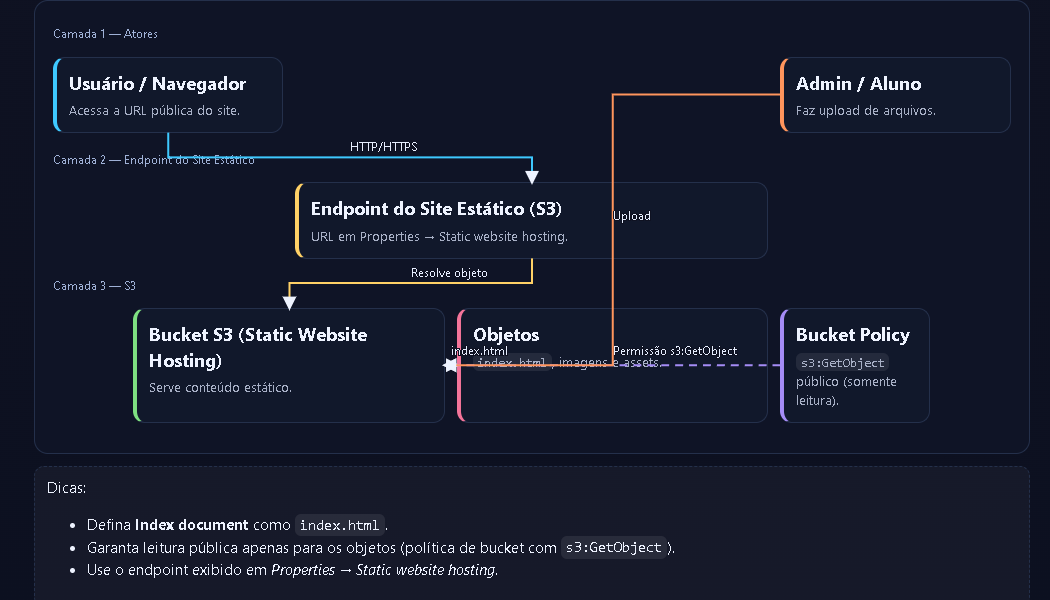 Camada 1 — Atores
Usuário / Navegador
Acessa a URL pública do site.
Admin / Aluno
Faz upload de arquivos.
HTTP/HTTPS
Camada 2 — Endpoint do Site Estático
Endpoint do Site Estático (S3)
URL em Properties → Static website hosting.
Upload
Resolve objeto
Camada 3 — S3
Bucket S3 (Static Website
Hosting)
Serve conteúdo estático.
Objetos
index.html
index.html, imagens e assets.
Permissão s3:GetObject
Bucket Policy
s3:GetObject
público (somente
leitura).
Dicas:
• Defina Index document como index.html.
• Garanta leitura pública apenas para os objetos (política de bucket com s3:GetObject).
• Use o endpoint exibido em Properties → Static website hosting.